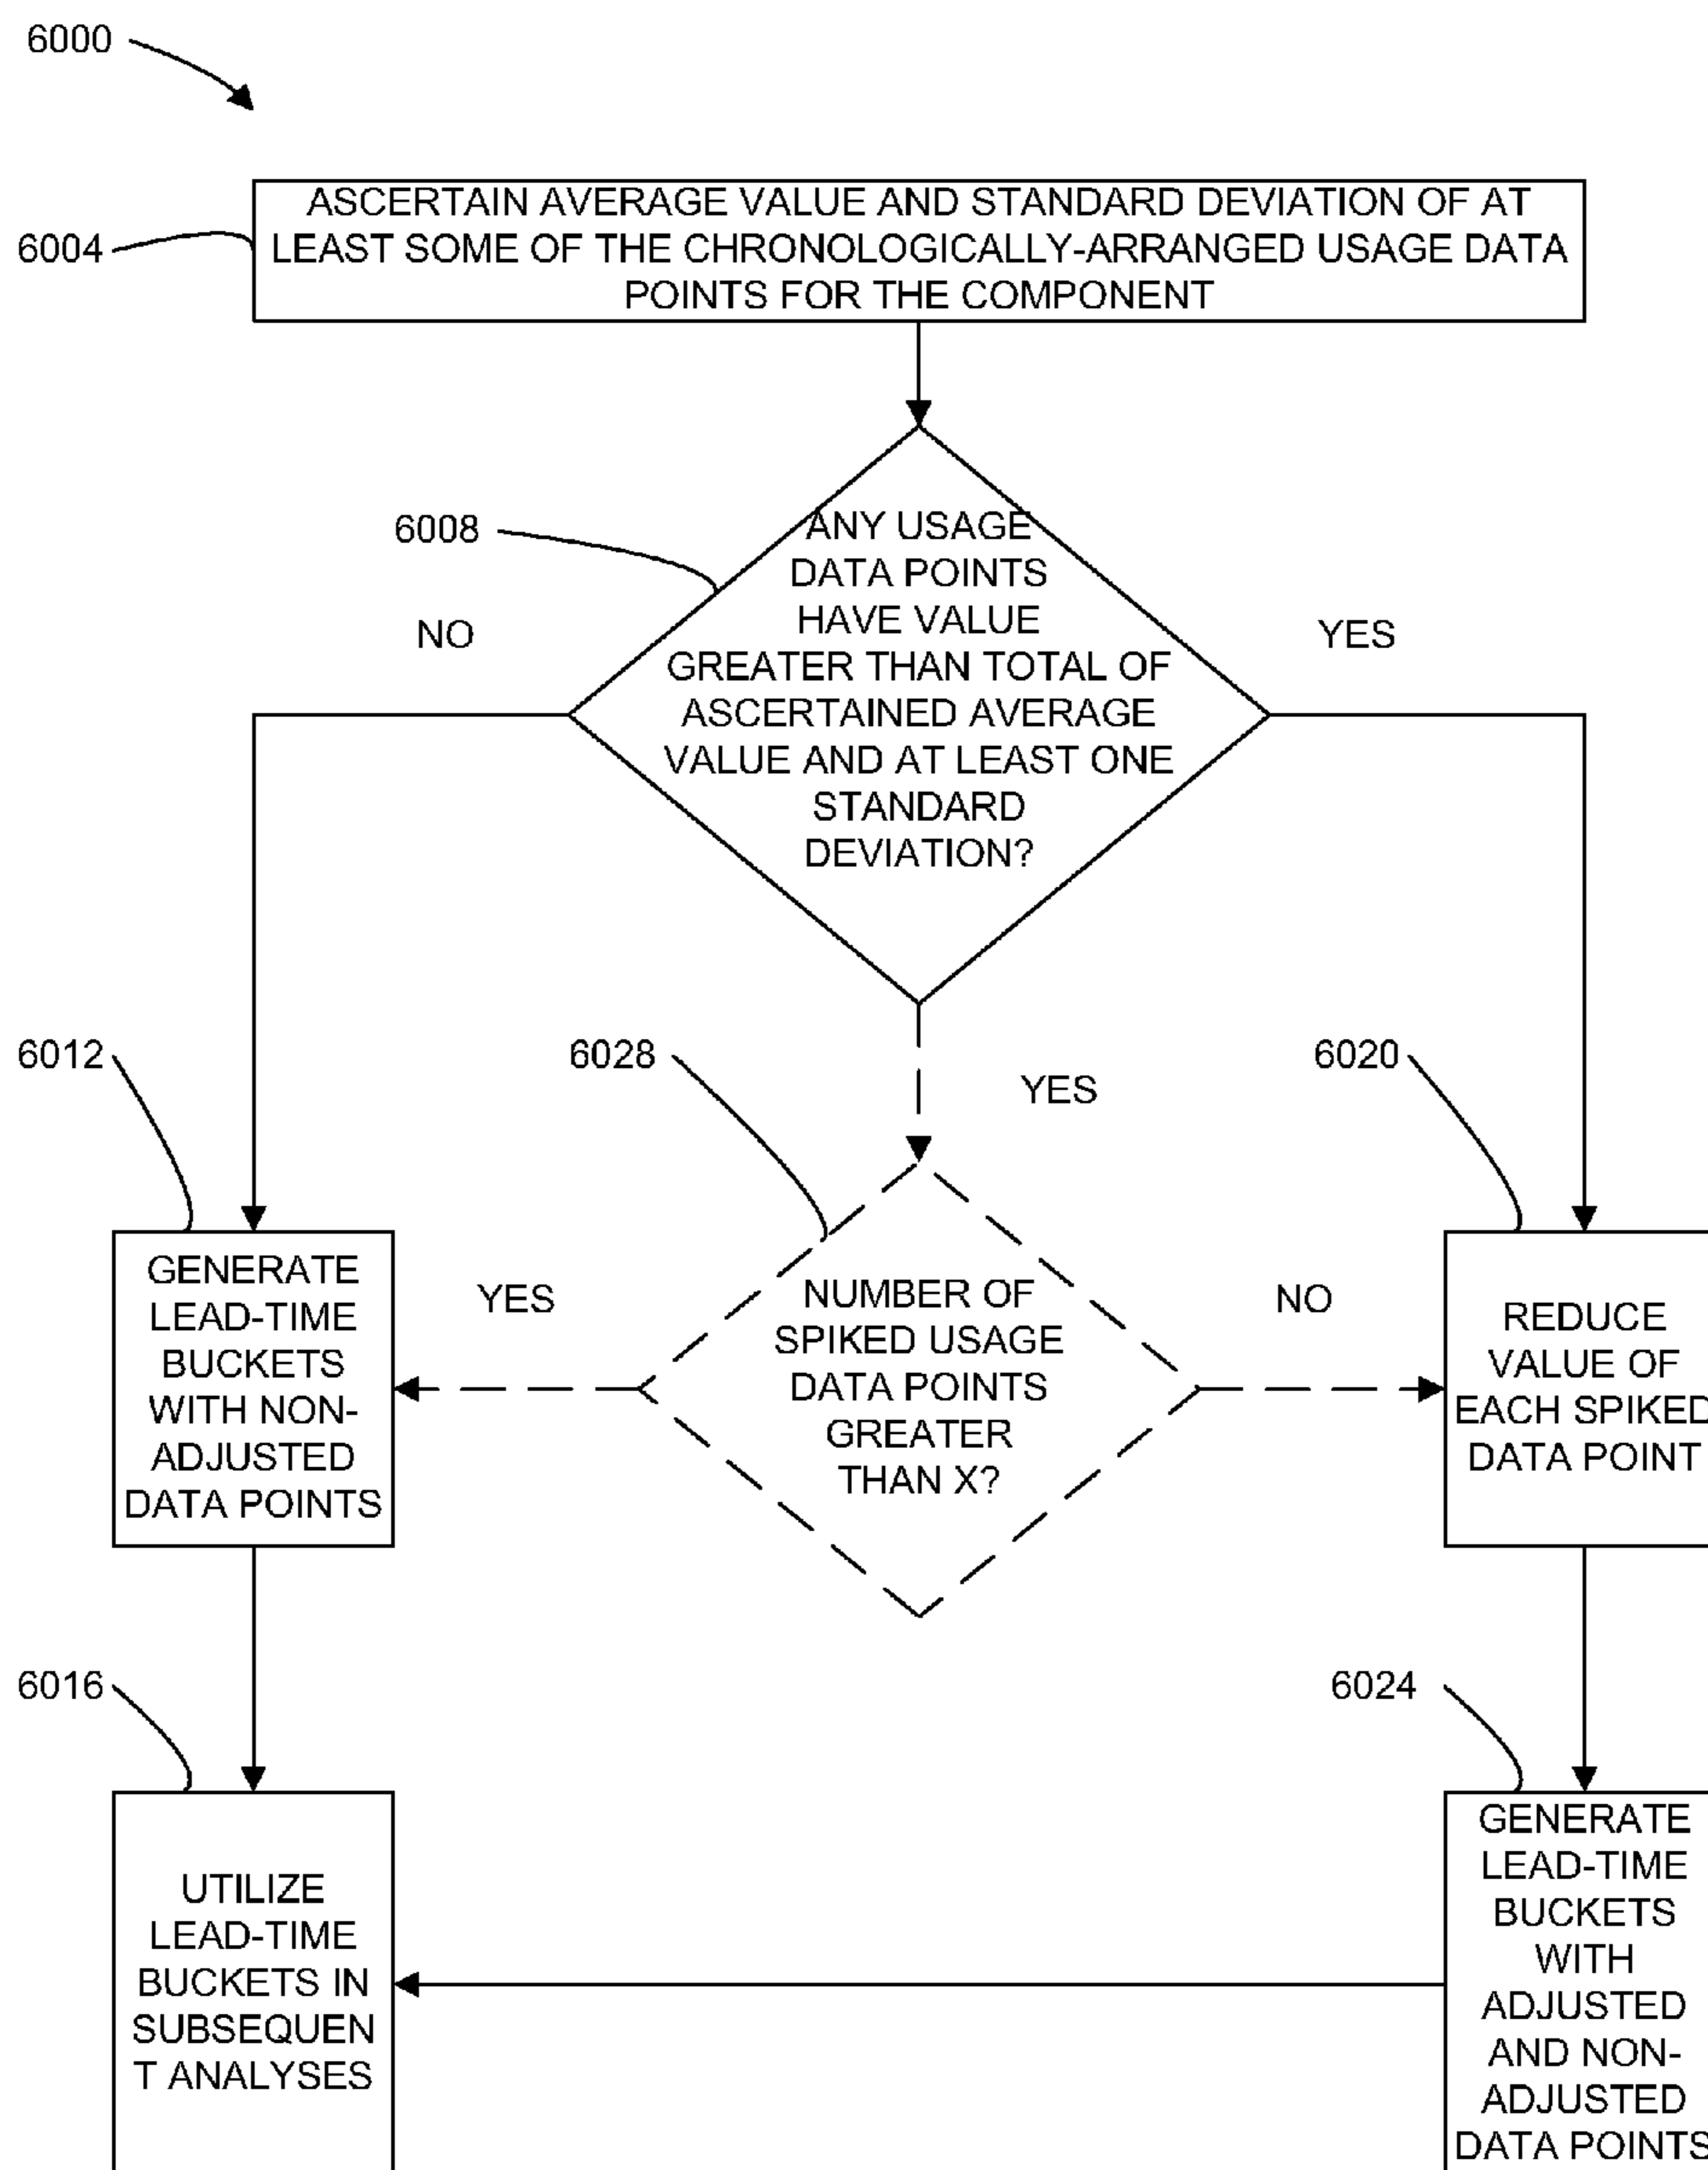 6000
6004
ASCERTAIN AVERAGE VALUE AND STANDARD DEVIATION OF AT
LEAST SOME OF THE CHRONOLOGICALLY-ARRANGED USAGE DATA
POINTS FOR THE COMPONENT
6008
ANY USAGE
DATA POINTS
HAVE VALUE
GREATER THAN TOTAL OF
ASCERTAINED AVERAGE
VALUE AND AT LEAST ONE
STANDARD
DEVIATION?
NO
YES
6012
6028
YES
6020
GENERATE
LEAD-TIME
BUCKETS
WITH NON-
ADJUSTED
DATA POINTS
YES
NUMBER OF
SPIKED USAGE
DATA POINTS
GREATER
THAN X?
NO
REDUCE
VALUE OF
EACH SPIKED
DATA POINT
6016
6024
UTILIZE
LEAD-TIME
BUCKETS IN
SUBSEQUEN
T ANALYSES
GENERATE
LEAD-TIME
BUCKETS
WITH
ADJUSTED
AND NON-
ADJUSTED
DATA POINTS